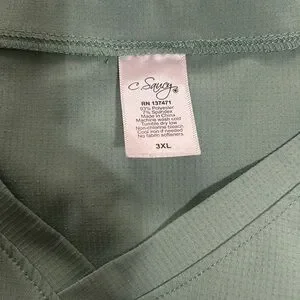 C. Saucy®
RN 137471
93% Polyester
7% Spandex
Made in China
Machine wash cold
Tumble dry low
Non-chlorine bleach
Cool iron if needed
No fabric softeners
3XL